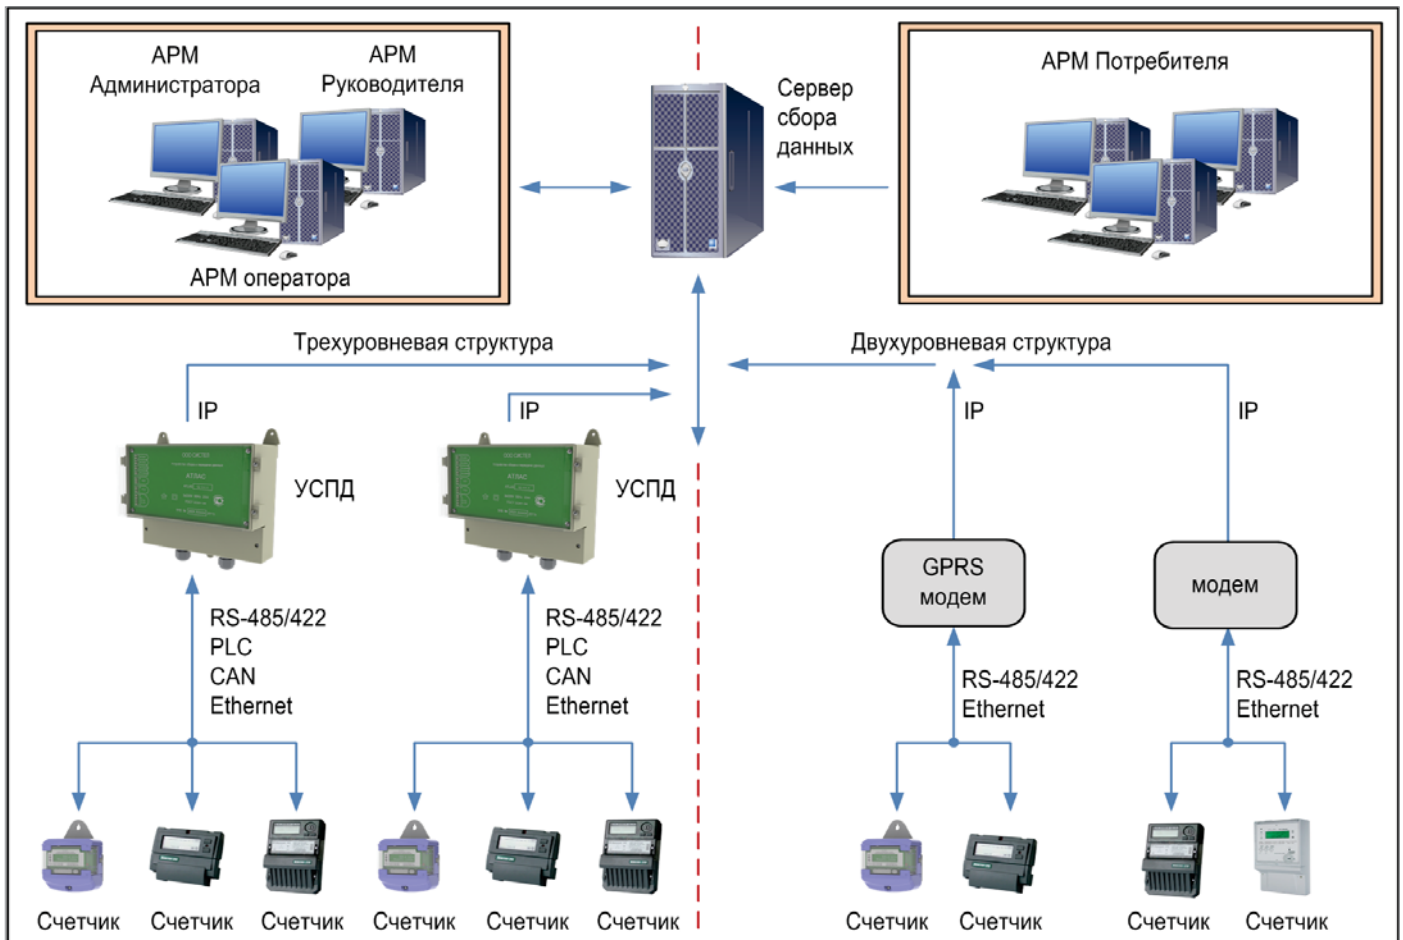 АРМ
Администратора
АРМ
Руководителя
АРМ оператора
Сервер
сбора
данных
АРМ Потребителя
Трехуровневая структура
Двухуровневая структура
IP
IP
IP
IP
АТЛАС
УСПД
АТЛАС
УСПД
GPRS
модем
модем
RS-485/422
PLC
CAN
Ethernet
RS-485/422
PLC
CAN
Ethernet
RS-485/422
Ethernet
RS-485/422
Ethernet
Счетчик
Счетчик
Счетчик
Счетчик
Счетчик
Счетчик
Счетчик
Счетчик
Счетчик
Счетчик